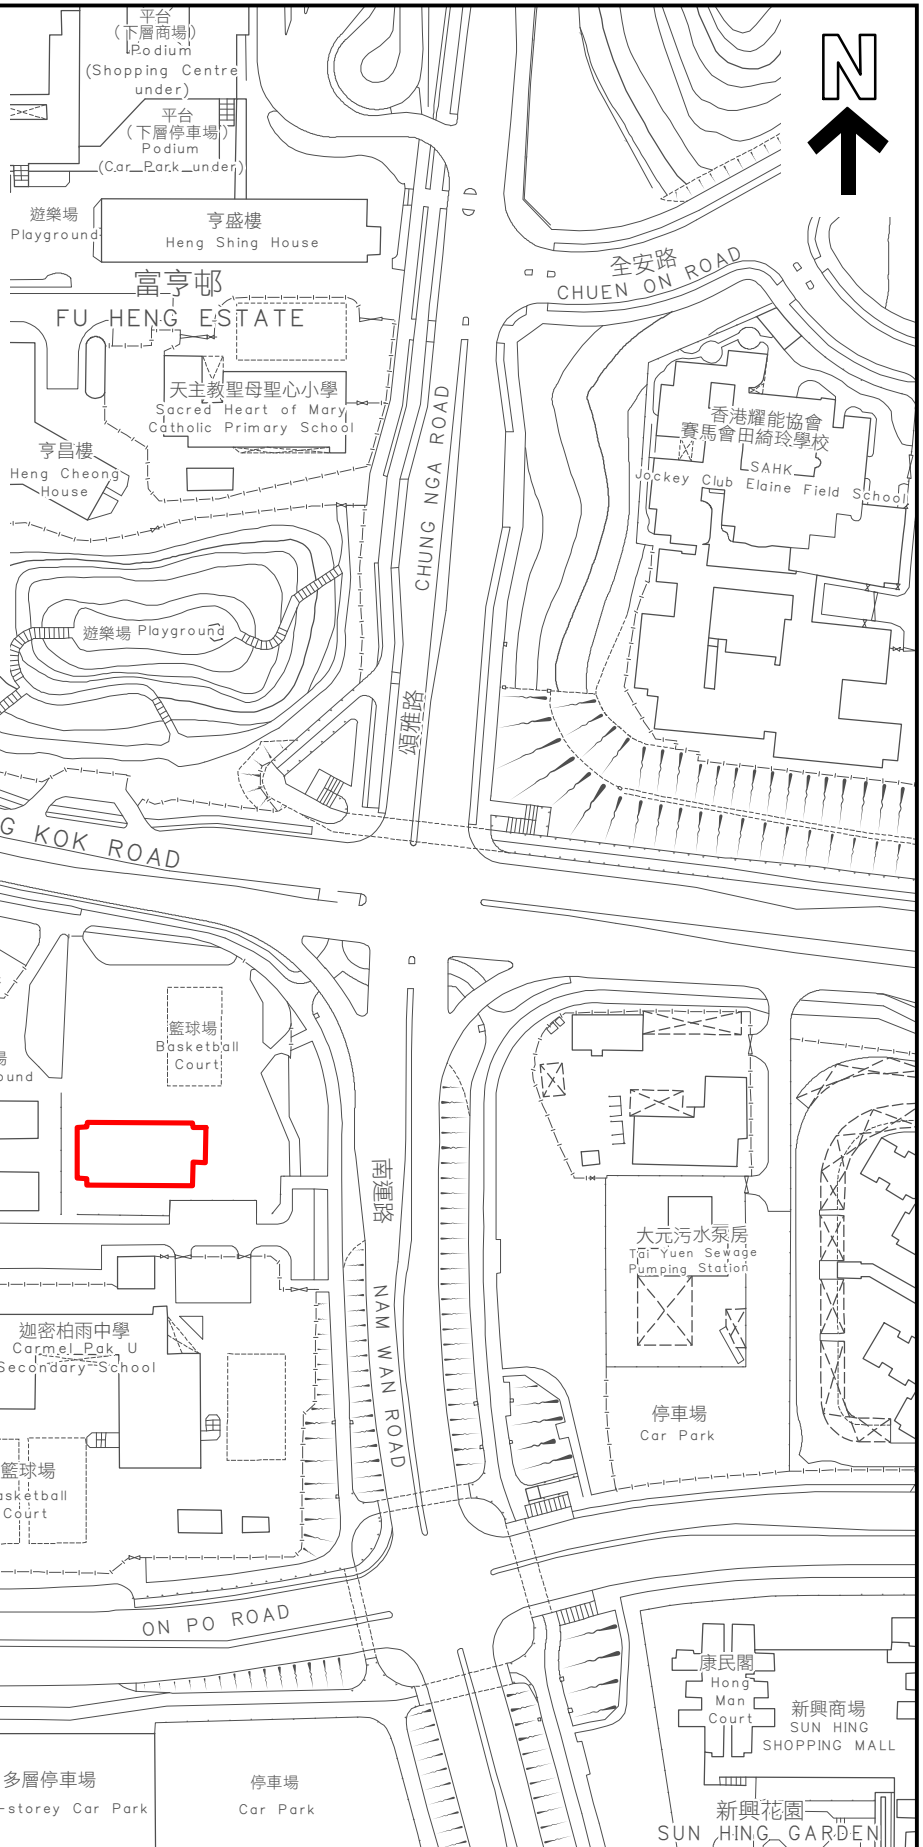 平台
(下層商場)
Podium
(Shopping Centre
under)
平台
(下層停車場)
Podium
(Car Park under)
N
遊樂場
Playground
亨盛樓
Heng Shing House
全安路
CHUEN ON ROAD
富亨邨
FU HENG ESTATE
天主教聖母聖心小學
Sacred Heart of Mary
Catholic Primary School
亨昌樓
Heng Cheong
House
CHUNG NGA ROAD
頌雅路
香港耀能協會
賽馬會田綺玲學校
SAHK
Jockey Club Elaine Field School
遊樂場 Playground
G KOK ROAD
籃球場
Basketball
Court
場
ound
南運路
NAM WAN ROAD
大元污水泵房
Tai Yuen Sewage
Pumping Station
迦密柏雨中學
Carmel Pak U
Secondary School
停車場
Car Park
籃球場
asketball
Court
ON PO ROAD
康民閣
Hong
Man
Court
新興商場
SUN HING
SHOPPING MALL
多層停車場
-storey Car Park
停車場
Car Park
新興花園
SUN HING GARDEN